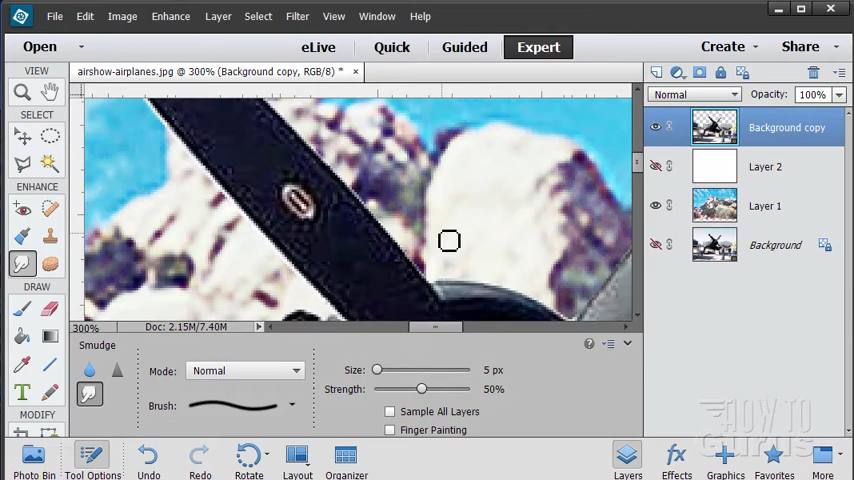 File Edit Image Enhance Layer Select Filter View Window Help
Open eLive Quick Guided Expert Create Share
VIEW airshow-airplanes.jpg @ 300% (Background copy, RGB/8) * ×
Normal Opacity: 100%
SELECT
Background copy
Layer 2
ENHANCE
Layer 1
Background
DRAW
300% Doc: 2.15M/7.40M
Smudge
Mode: Normal
Size: 5 px
Strength: 50%
Brush:
Sample All Layers
Finger Painting
T
MODIFY
HOW TO
Gurus
Photo Bin Tool Options Undo Redo Rotate Layout Organizer Layers Effects Graphics Favorites More
fx